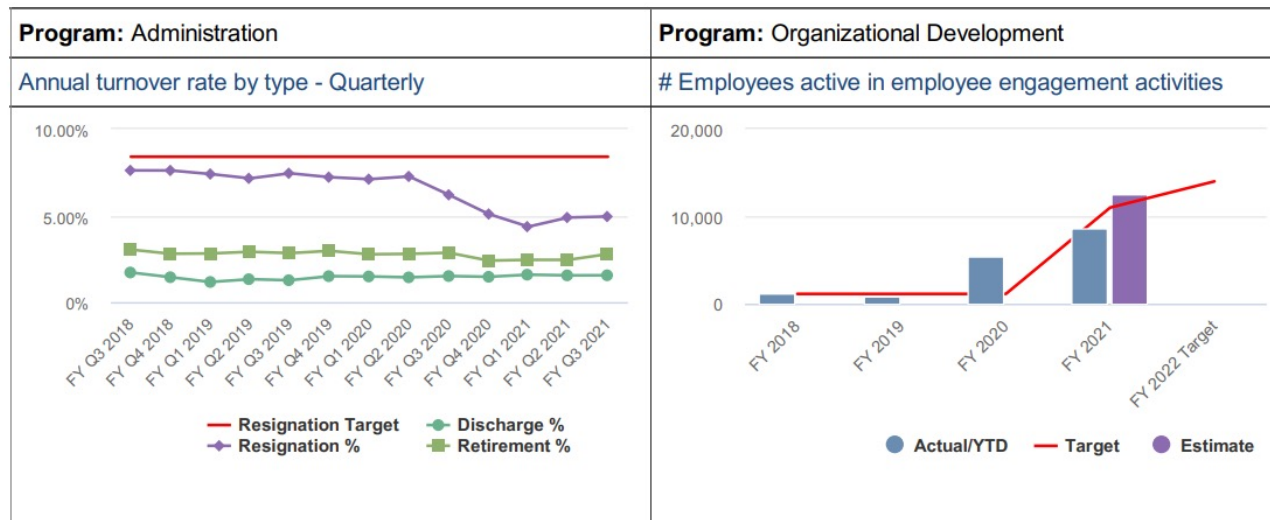 Program: Administration
Annual turnover rate by type - Quarterly
10.00%
5.00%
0%
FY Q3 2018
FY Q4 2018
FY Q1 2019
FY Q2 2019
FY Q3 2019
FY Q4 2019
FY Q1 2020
FY Q2 2020
FY Q3 2020
FY Q4 2020
FY Q1 2021
FY Q2 2021
FY Q3 2021
Resignation Target
Discharge %
Resignation %
Retirement %
Program: Organizational Development
# Employees active in employee engagement activities
20,000
10,000
0
FY 2018
FY 2019
FY 2020
FY 2021
FY 2022 Target
Actual/YTD
Target
Estimate